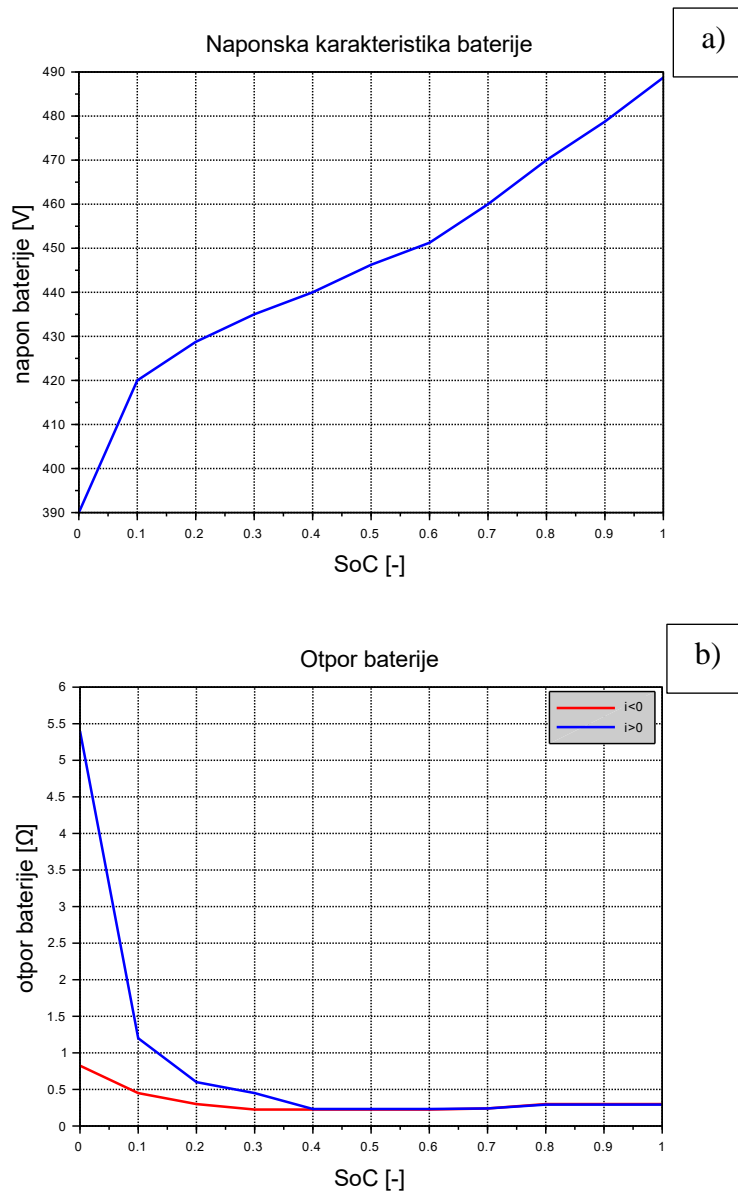 a)
Naponska karakteristika baterije
napon baterije [V]
490
480
470
460
450
440
430
420
410
400
390
0 0.1 0.2 0.3 0.4 0.5 0.6 0.7 0.8 0.9 1
SoC [-]
b)
Otpor baterije
i<0
i>0
otpor baterije [Ω]
6
5.5
5
4.5
4
3.5
3
2.5
2
1.5
1
0.5
0
0 0.1 0.2 0.3 0.4 0.5 0.6 0.7 0.8 0.9 1
SoC [-]